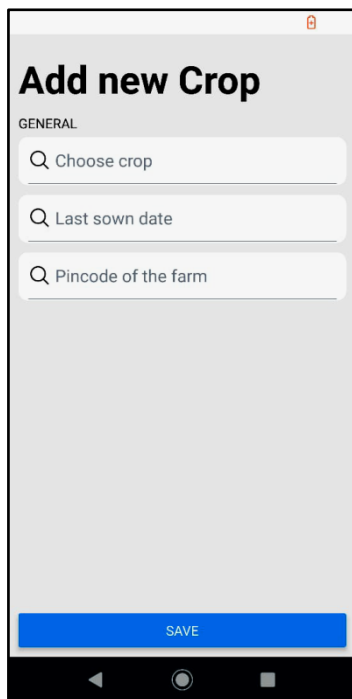 Add new Crop
GENERAL
Choose crop
Last sown date
Pincode of the farm
SAVE